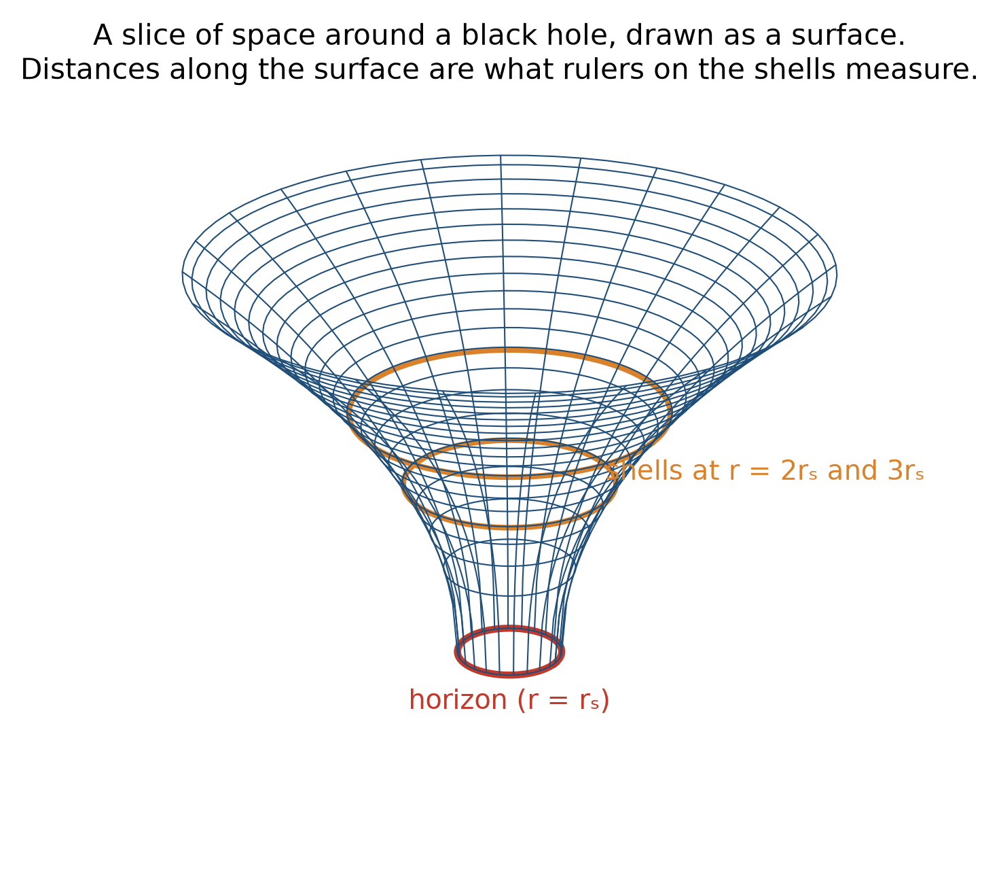 A slice of space around a black hole, drawn as a surface.
Distances along the surface are what rulers on the shells measure.
shells at r = 2rₛ and 3rₛ
horizon (r = rₛ)